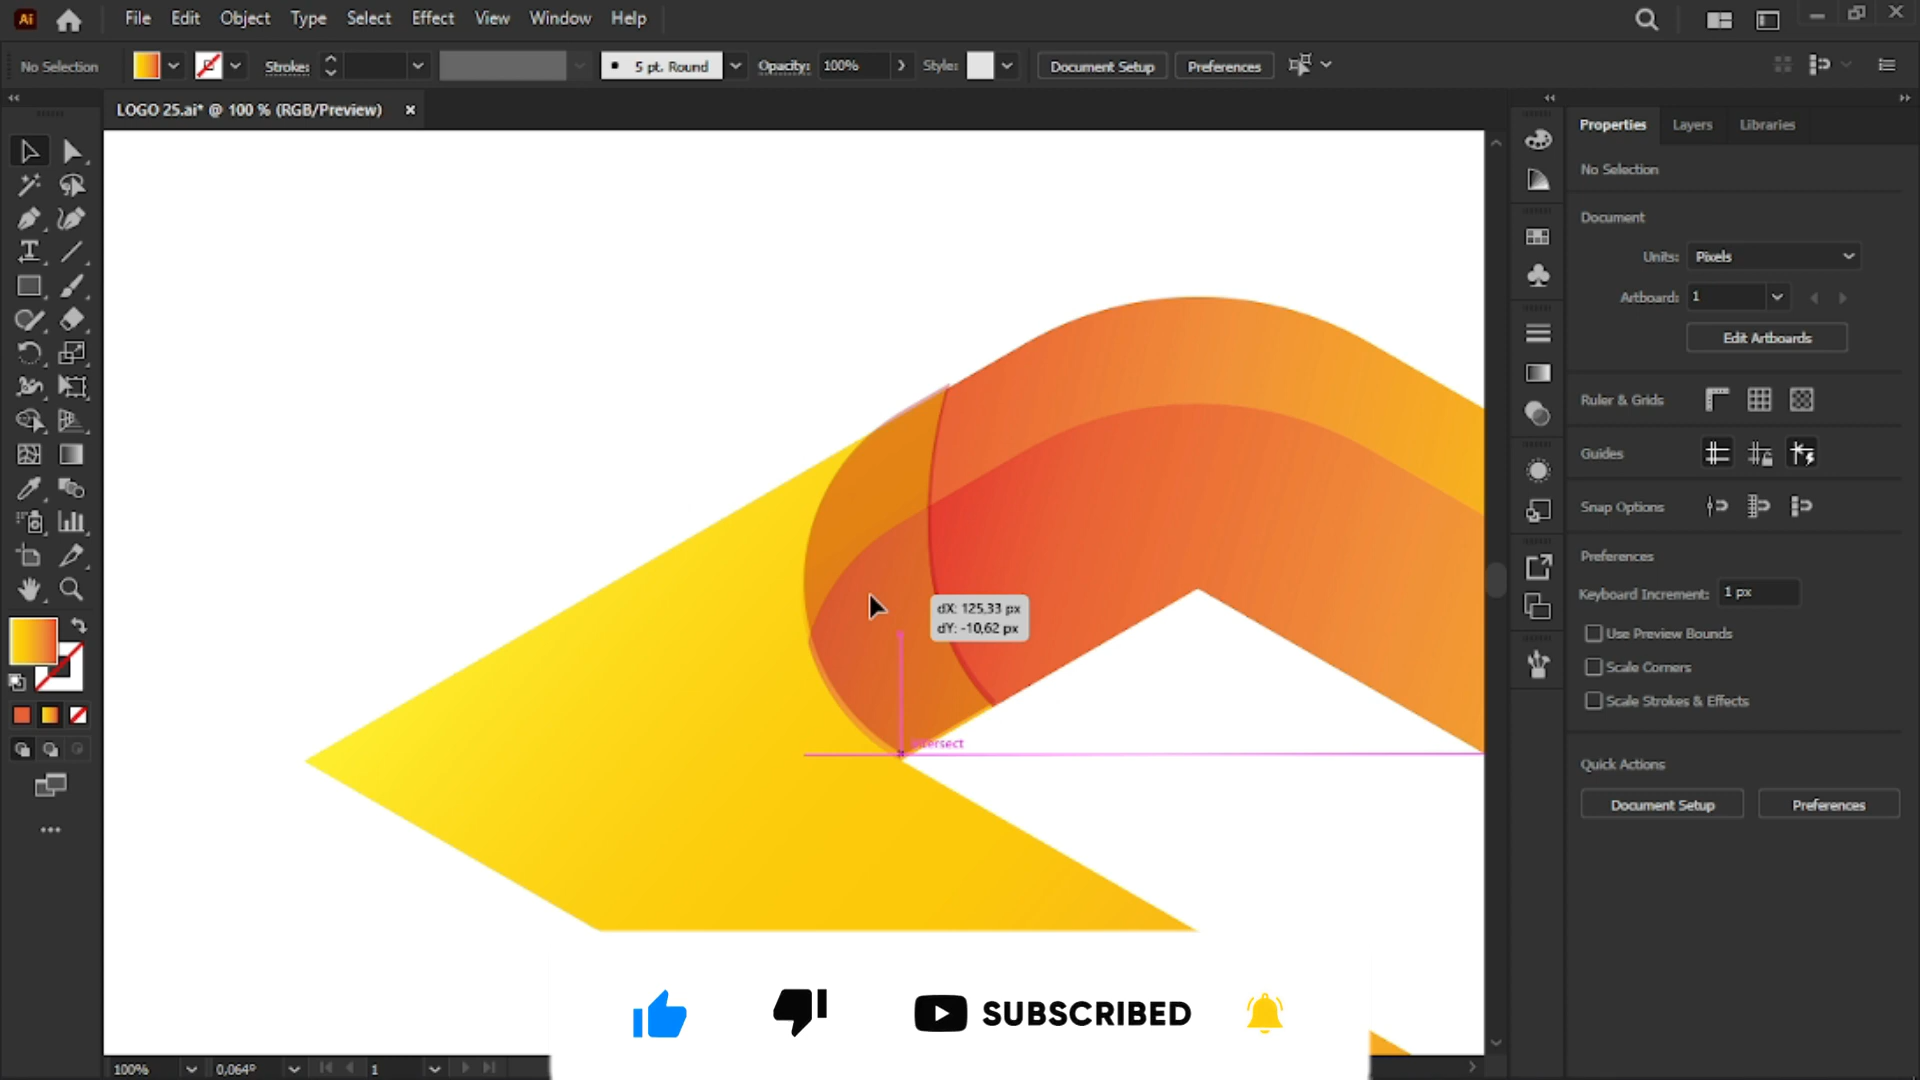 Ai File Edit Object Type Select Effect View Window Help
No Selection Stroke: 5 pt. Round Opacity: 100% Style: Document Setup Preferences
LOGO 25.ai* @ 100 % (RGB/Preview) ×
Properties Layers Libraries
No Selection
Document
Units: Pixels
Artboard: 1
Edit Artboards
Ruler & Grids
Guides
Snap Options
Preferences
Keyboard Increment: 1 px
Use Preview Bounds
Scale Corners
Scale Strokes & Effects
Quick Actions
Document Setup Preferences
dX: 125,33 px
dY: -10,62 px
intersect
SUBSCRIBED
100% 0,064° 1